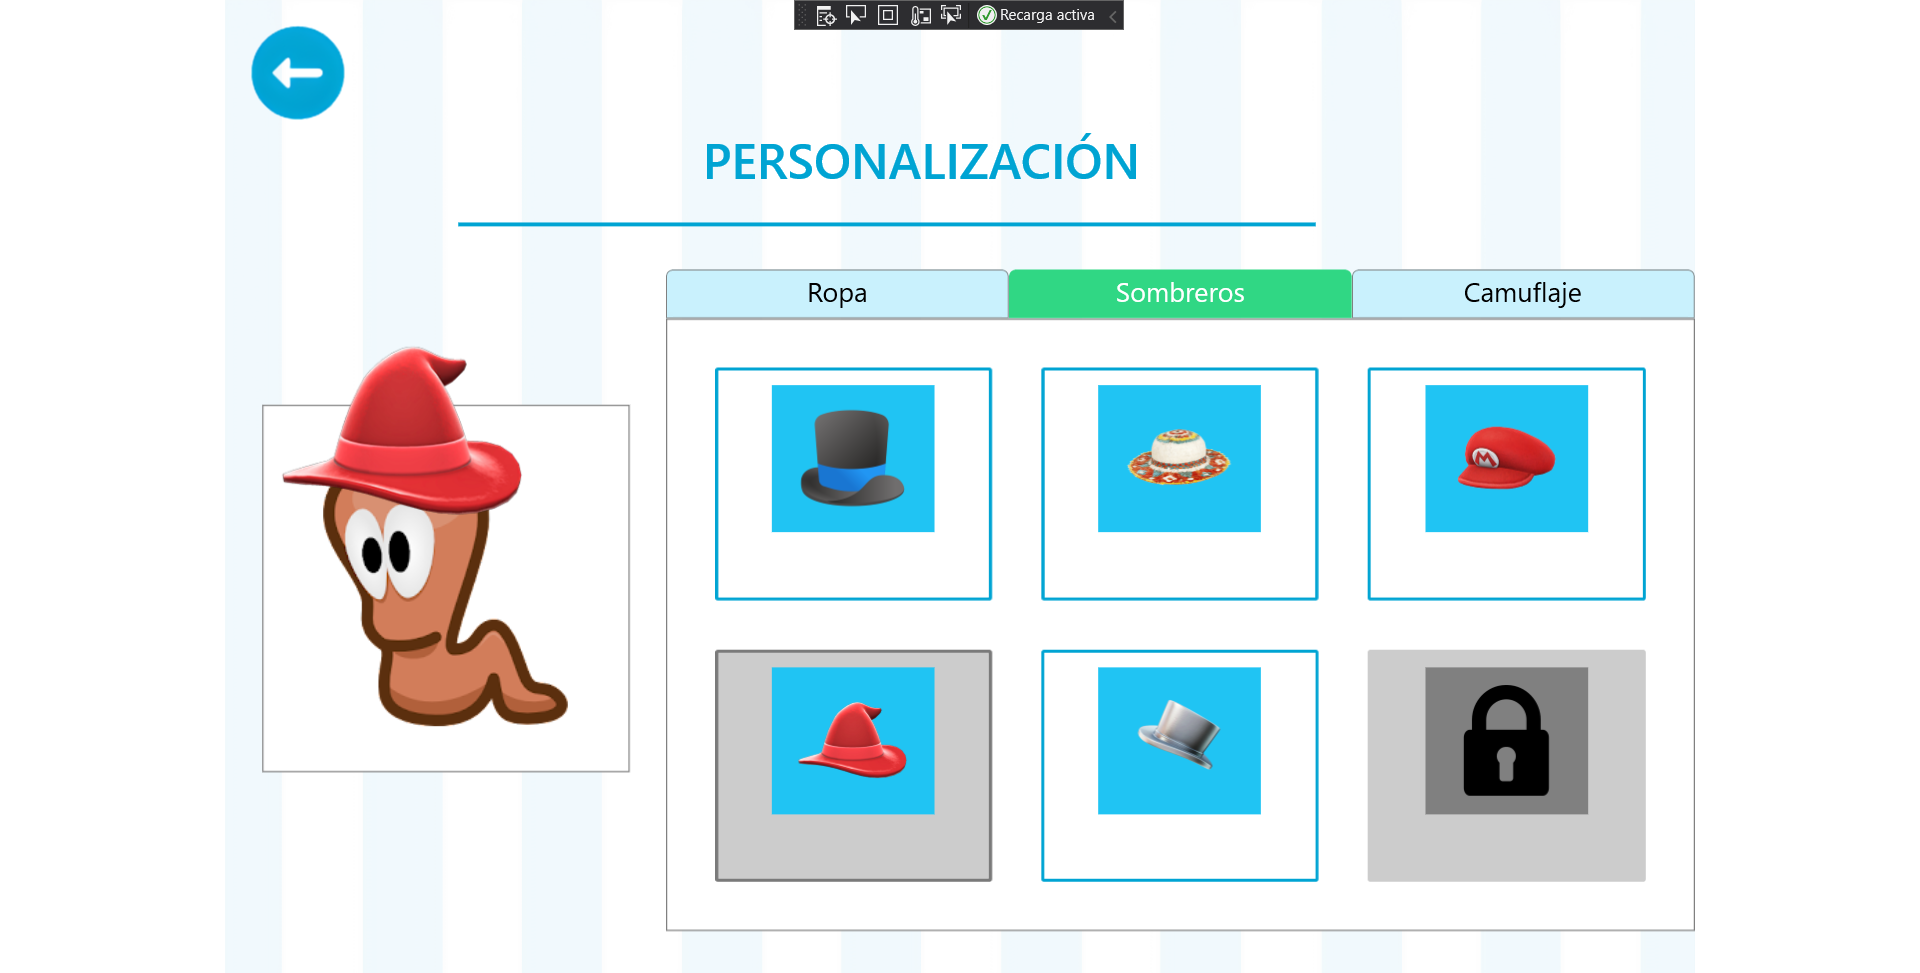 Recarga activa
PERSONALIZACIÓN
Ropa
Sombreros
Camuflaje
M